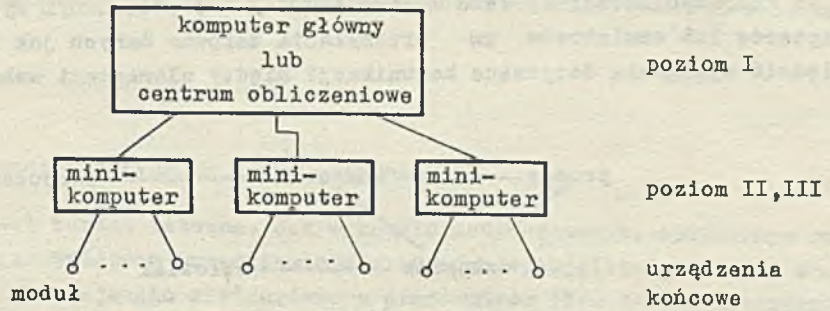 komputer główny
lub
centrum obliczeniowe
poziom I
mini-
komputer
mini-
komputer
mini-
komputer
poziom II,III
urządzenia
końcowe
moduł